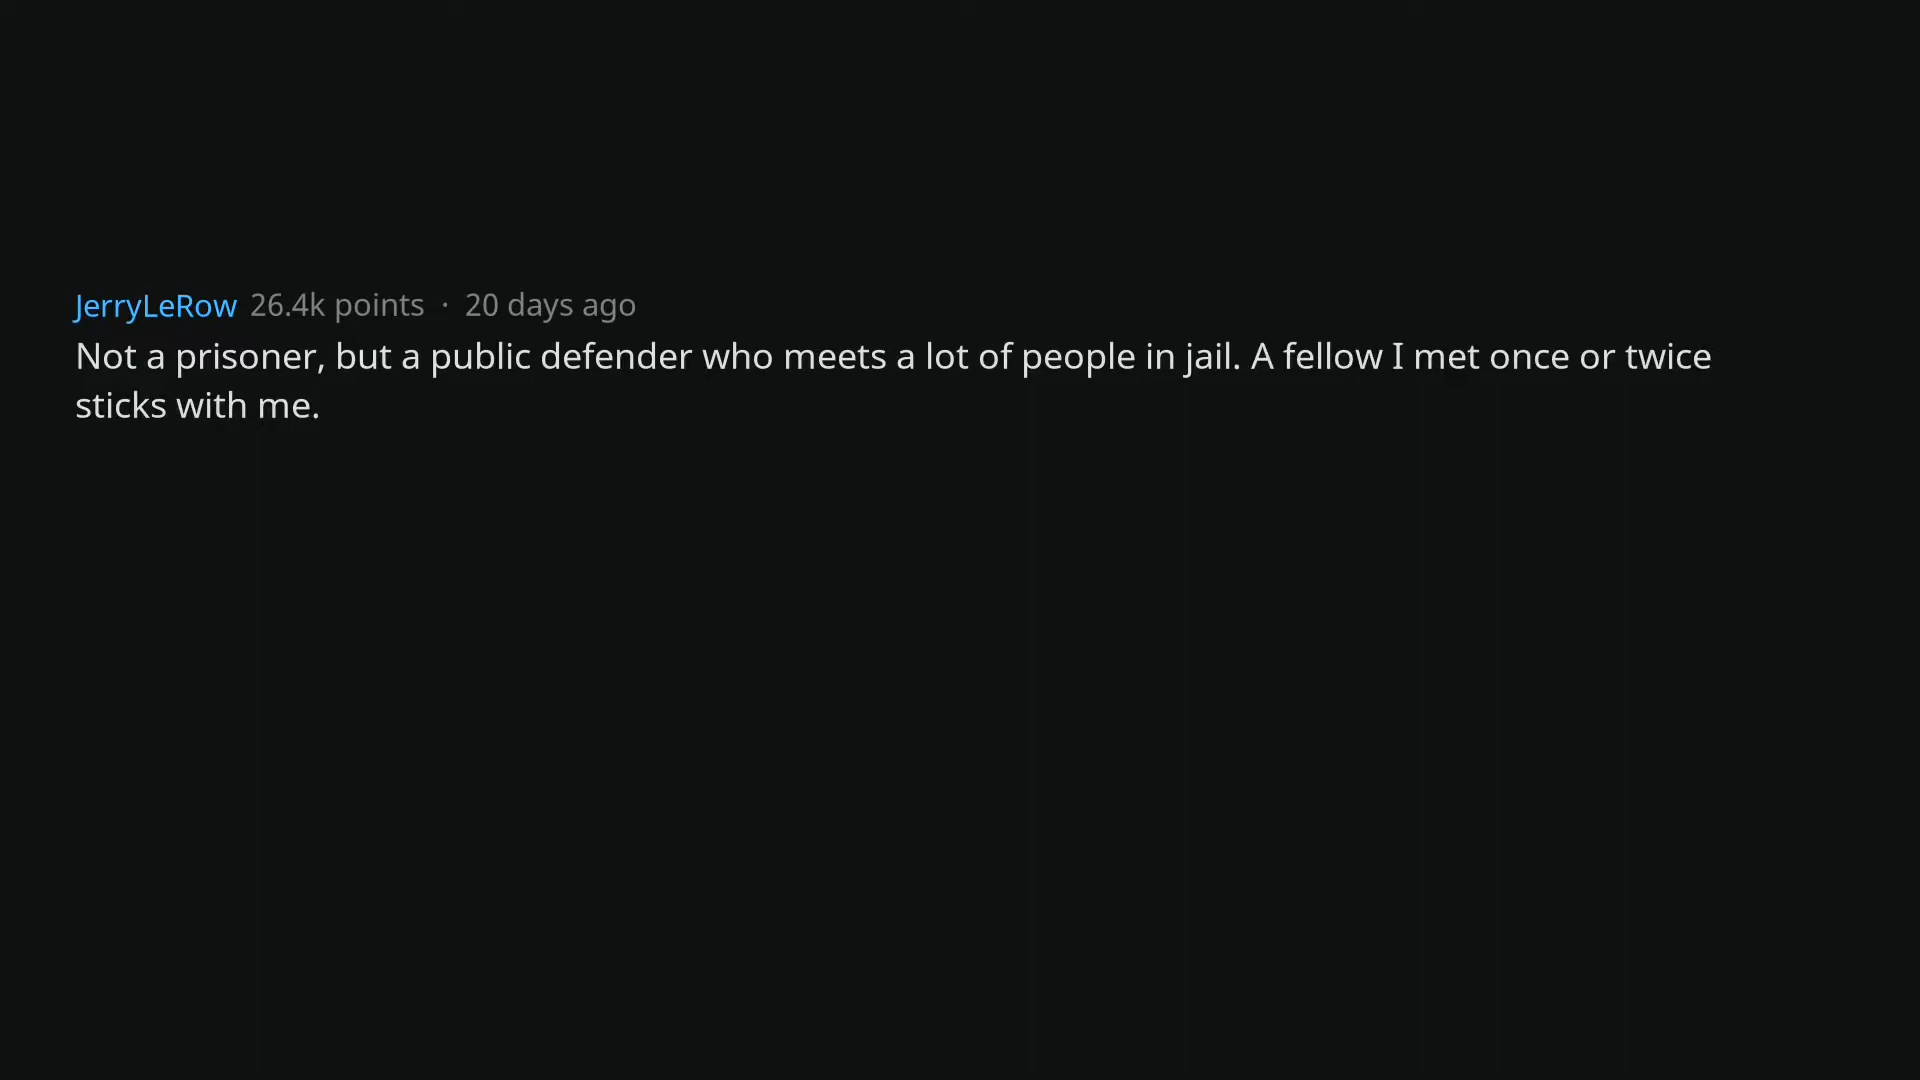 JerryLeRow 26.4k points · 20 days ago
Not a prisoner, but a public defender who meets a lot of people in jail. A fellow I met once or twice
sticks with me.